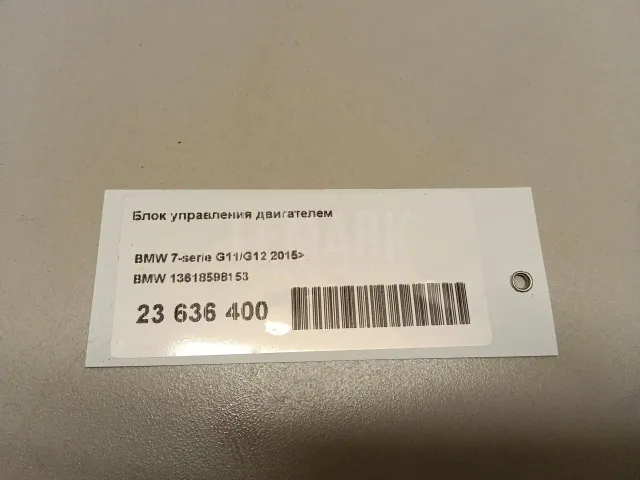 Блок управления двигателем
BMW 7-serie G11/G12 2015>
BMW 13618598153
23 636 400